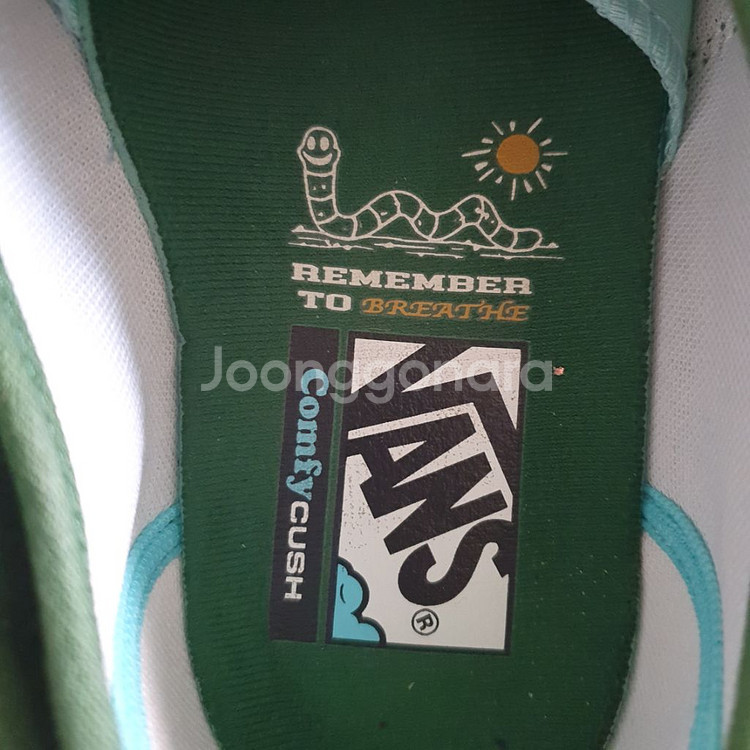 REMEMBER
TO BREATHE
Joonggonara
ComfyCUSH
VANS®